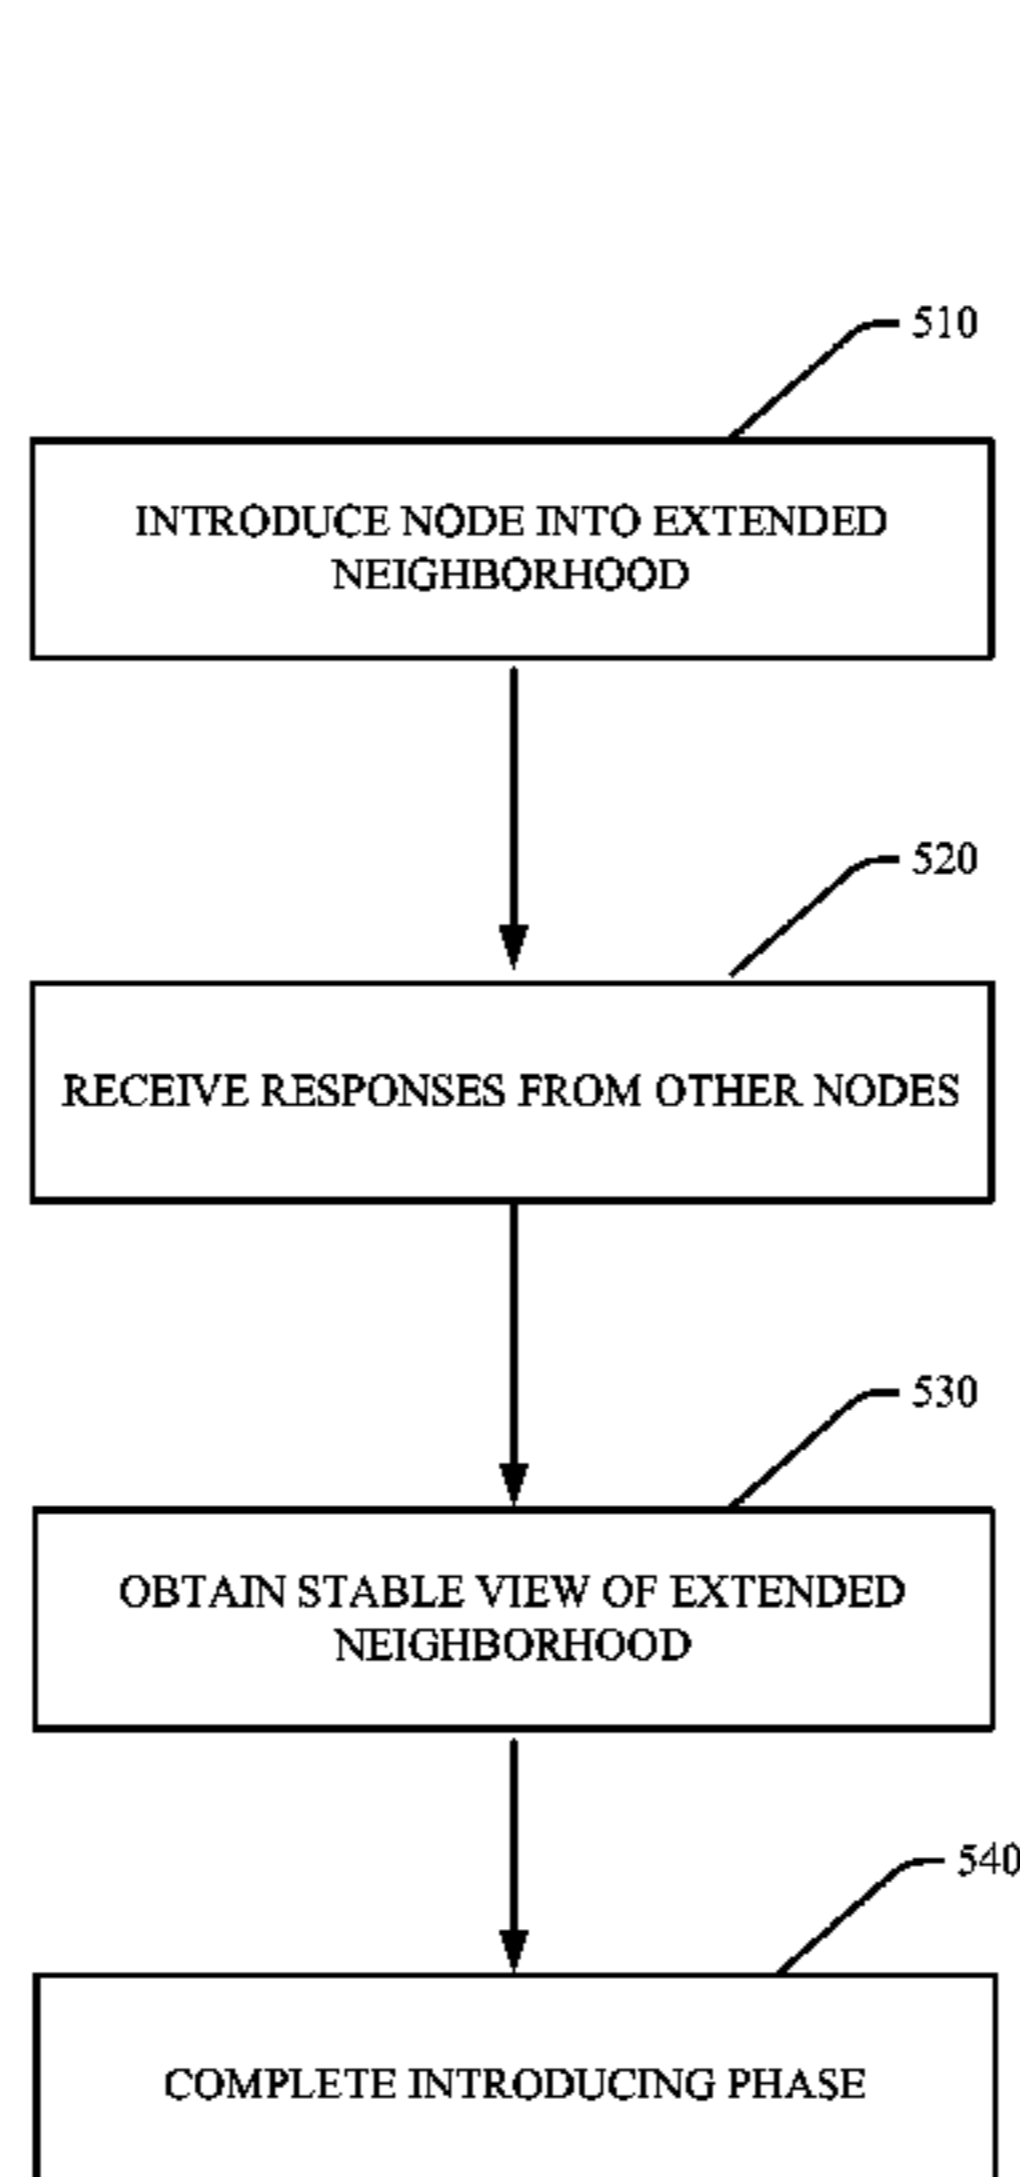 510
INTRODUCE NODE INTO EXTENDED
NEIGHBORHOOD
520
RECEIVE RESPONSES FROM OTHER NODES
530
OBTAIN STABLE VIEW OF EXTENDED
NEIGHBORHOOD
540
COMPLETE INTRODUCING PHASE